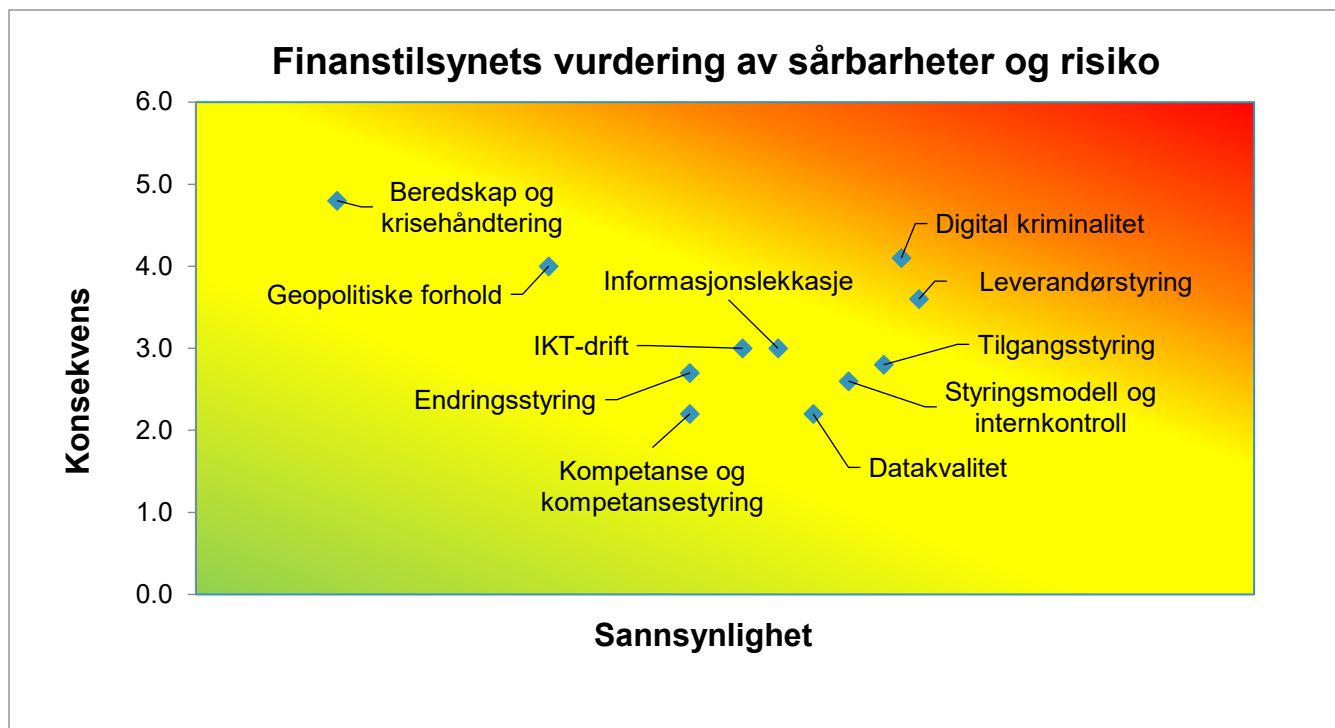 Finanstilsynets vurdering av sårbarheter og risiko
6.0
5.0
4.0
3.0
2.0
1.0
0.0
Konsekvens
Beredskap og
krisehåndtering
Geopolitiske forhold
Informasjonslekkasje
Digital kriminalitet
Leverandørstyring
IKT-drift
Tilgangsstyring
Endringsstyring
Styringsmodell og
internkontroll
Kompetanse og
kompetansestyring
Datakvalitet
Sannsynlighet